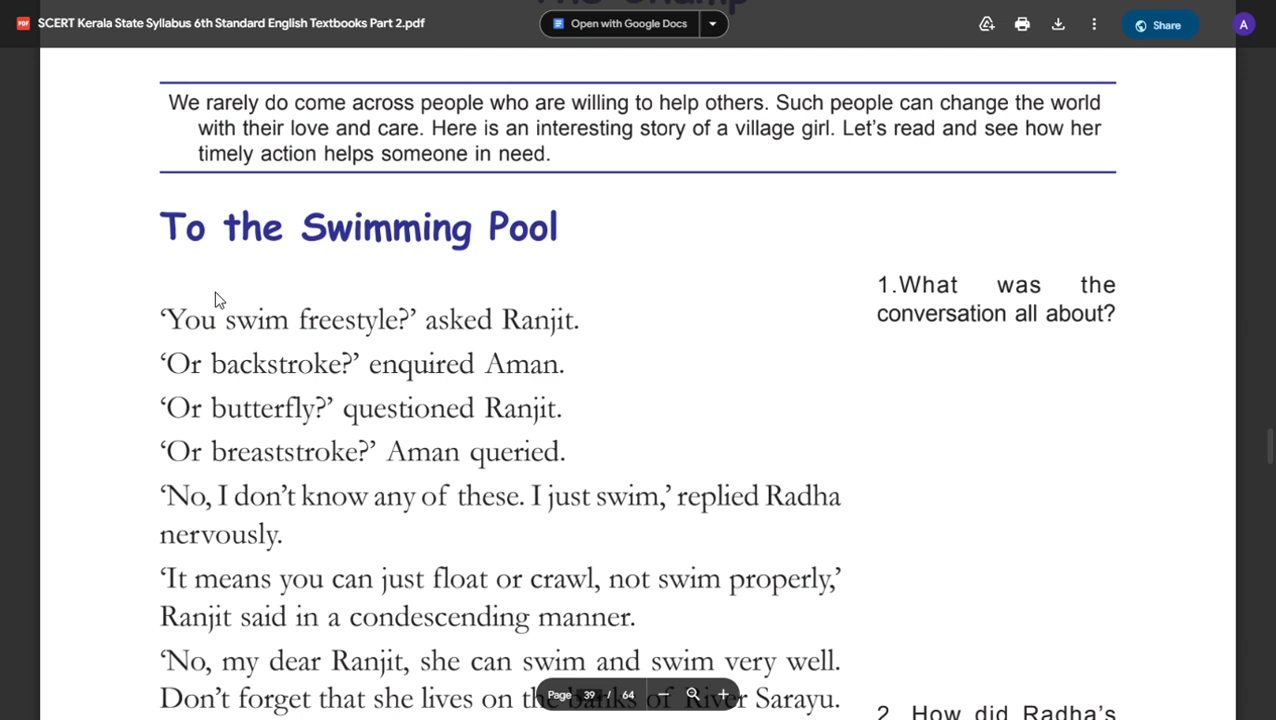 SCERT Kerala State Syllabus 6th Standard English Textbooks Part 2.pdf
Open with Google Docs
Share
A
We rarely do come across people who are willing to help others. Such people can change the world
with their love and care. Here is an interesting story of a village girl. Let's read and see how her
timely action helps someone in need.
To the Swimming Pool
1.What was the
conversation all about?
‘You swim freestyle?’ asked Ranjit.
‘Or backstroke?’ enquired Aman.
‘Or butterfly?’ questioned Ranjit.
‘Or breaststroke?’ Aman queried.
‘No, I don’t know any of these. I just swim,’ replied Radha
nervously.
‘It means you can just float or crawl, not swim properly,’
Ranjit said in a condescending manner.
‘No, my dear Ranjit, she can swim and swim very well.
Don’t forget that she lives on the banks of River Sarayu.
2. How did Radha’s
Page 39 / 64